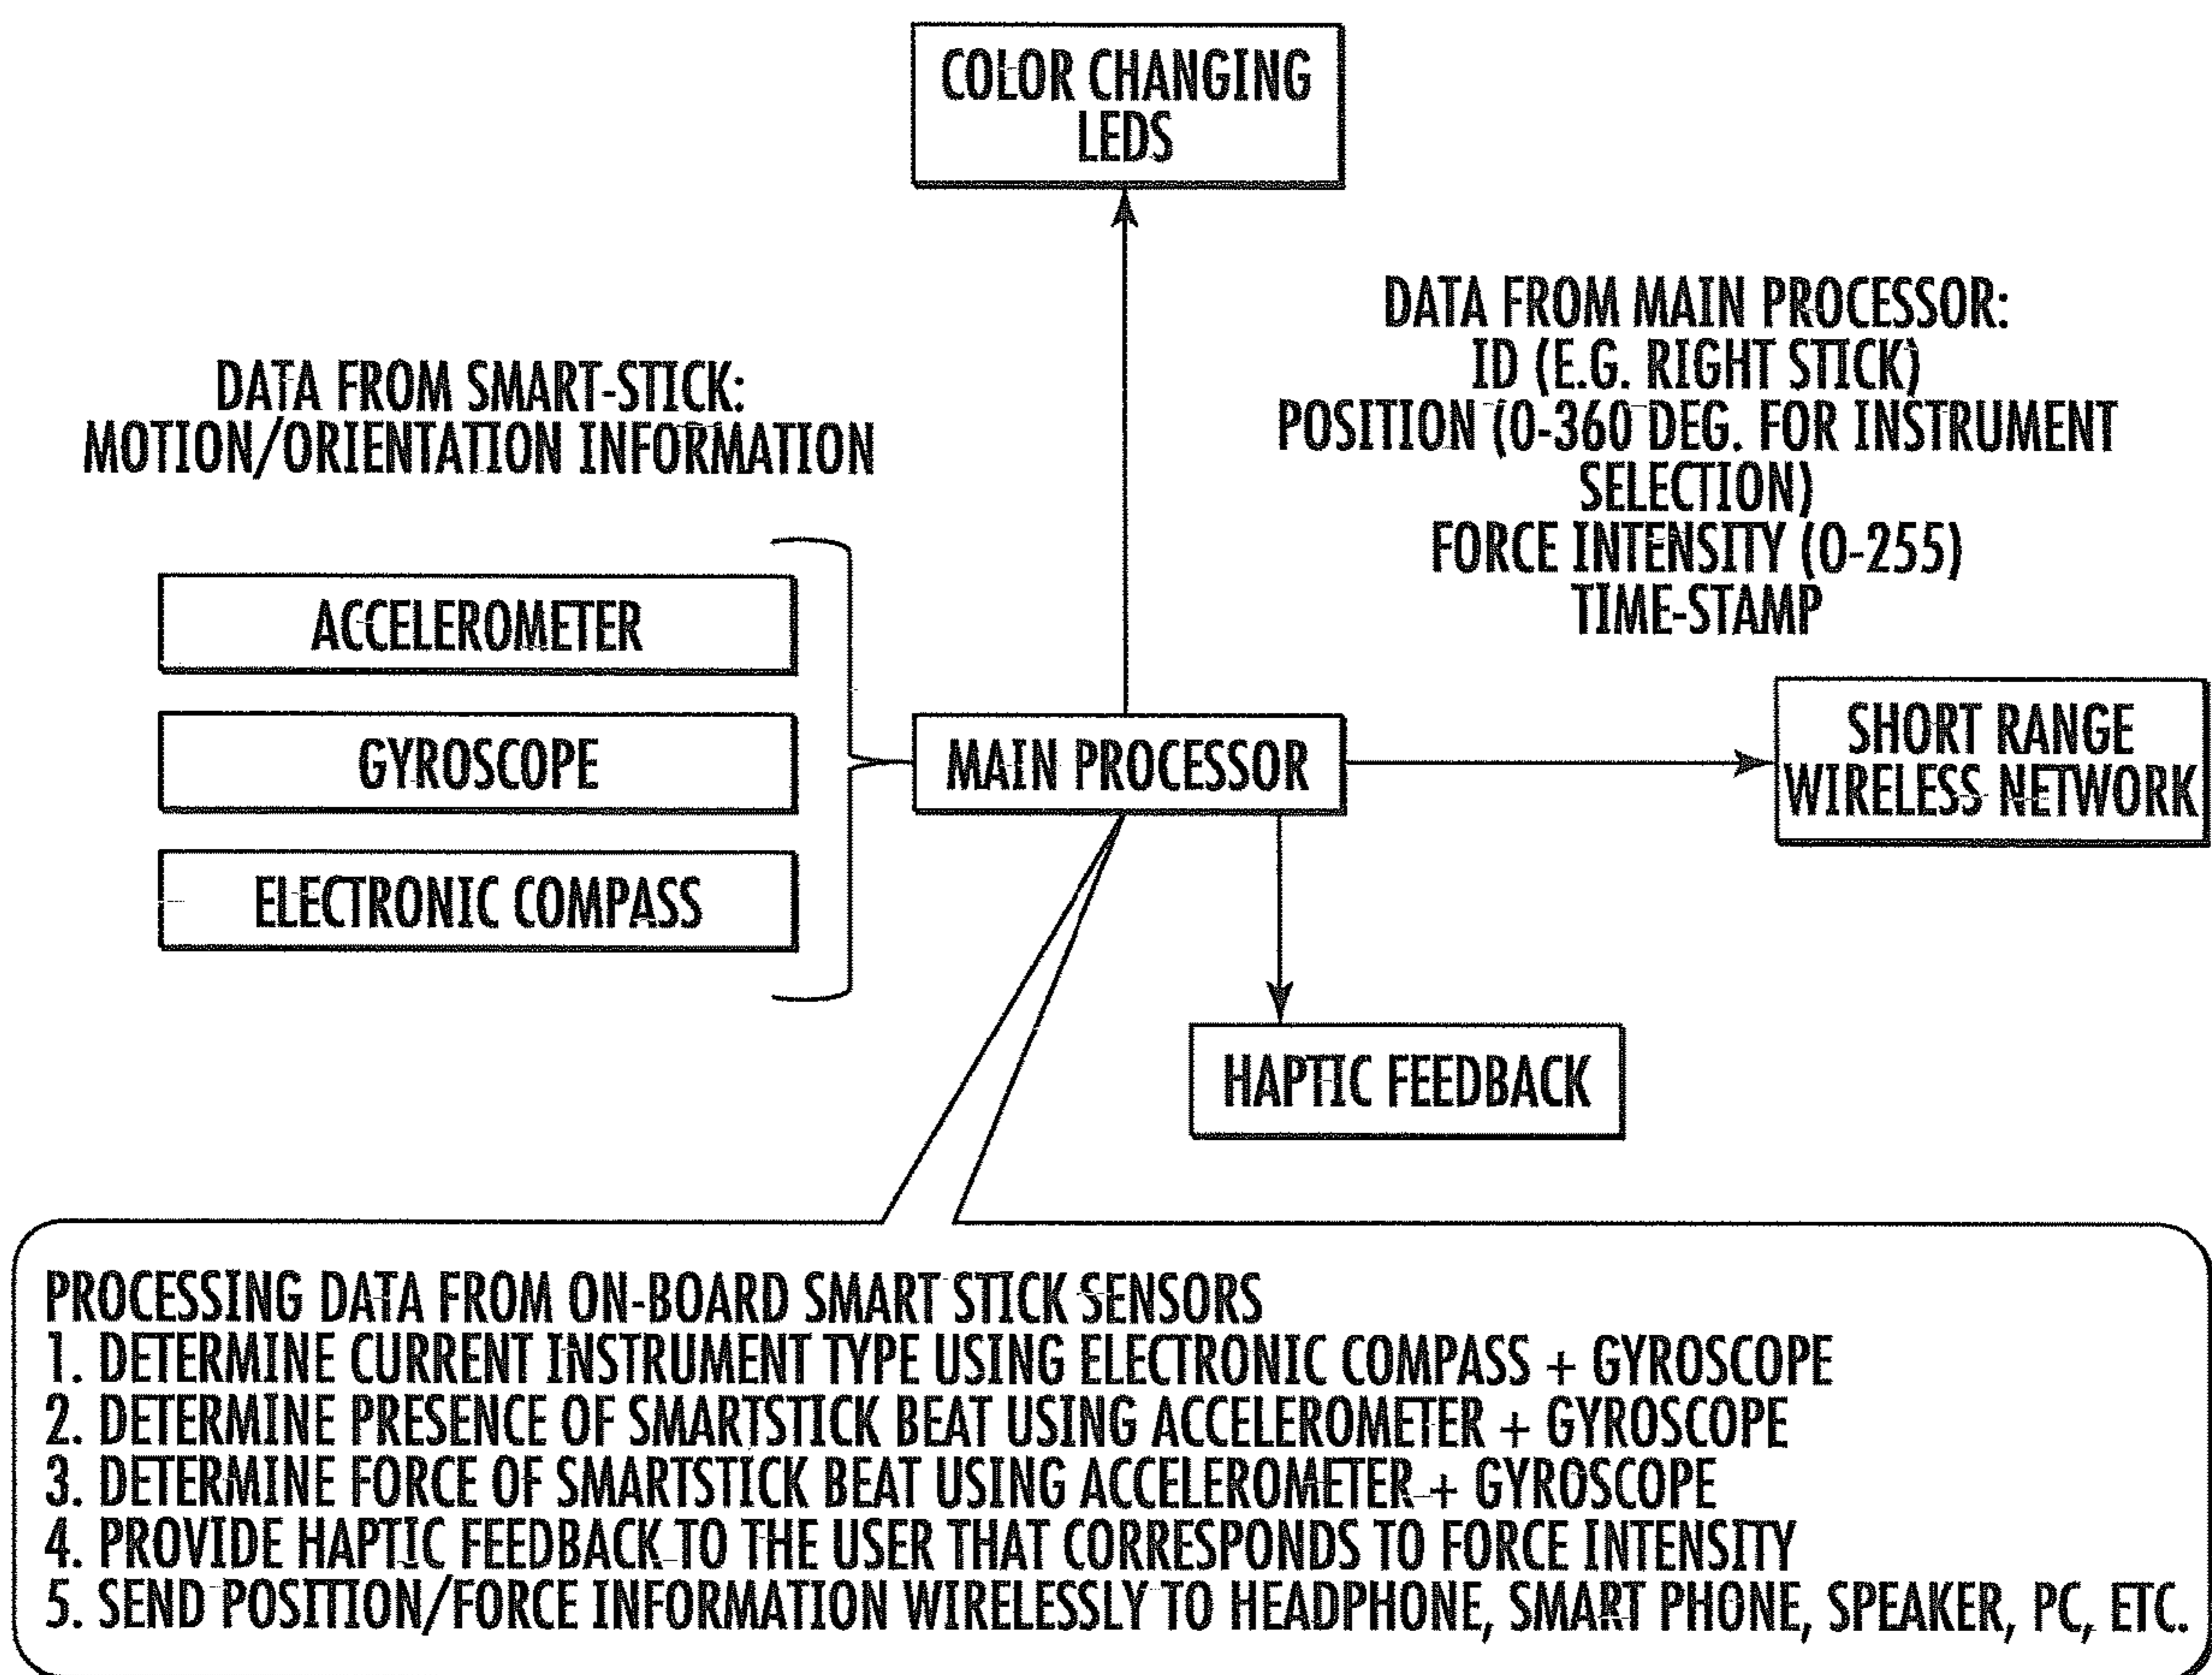 COLOR CHANGING
LEDS
DATA FROM SMART-STICK:
MOTION/ORIENTATION INFORMATION
DATA FROM MAIN PROCESSOR:
ID (E.G. RIGHT STICK)
POSITION (0-360 DEG. FOR INSTRUMENT
SELECTION)
FORCE INTENSITY (0-255)
TIME-STAMP
ACCELEROMETER
GYROSCOPE
ELECTRONIC COMPASS
MAIN PROCESSOR
SHORT RANGE
WIRELESS NETWORK
HAPTIC FEEDBACK
PROCESSING DATA FROM ON-BOARD SMART STICK SENSORS
1. DETERMINE CURRENT INSTRUMENT TYPE USING ELECTRONIC COMPASS + GYROSCOPE
2. DETERMINE PRESENCE OF SMARTSTICK BEAT USING ACCELEROMETER + GYROSCOPE
3. DETERMINE FORCE OF SMARTSTICK BEAT USING ACCELEROMETER + GYROSCOPE
4. PROVIDE HAPTIC FEEDBACK TO THE USER THAT CORRESPONDS TO FORCE INTENSITY
5. SEND POSITION/FORCE INFORMATION WIRELESSLY TO HEADPHONE, SMART PHONE, SPEAKER, PC, ETC.